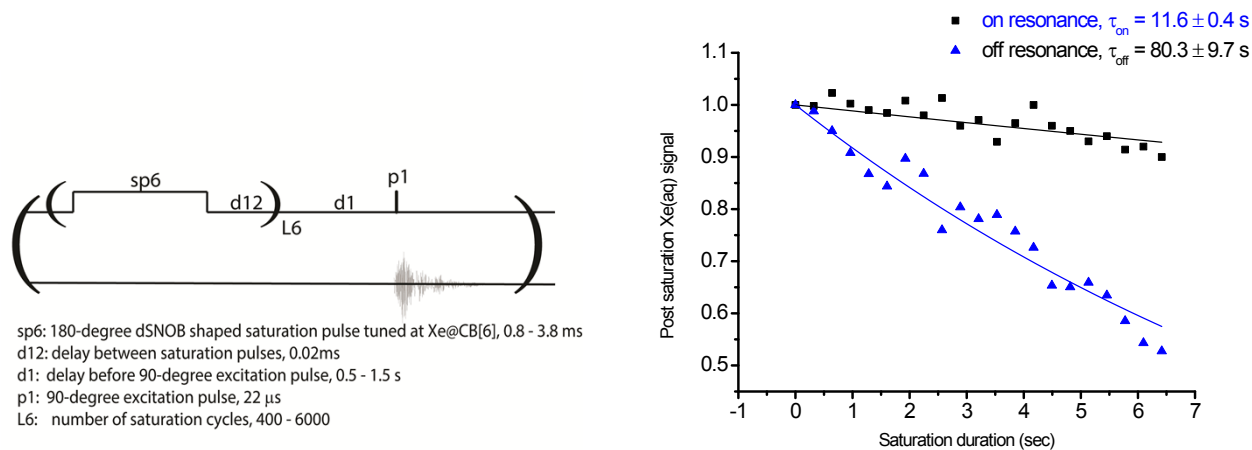 sp6
d12
L6
d1
p1
sp6: 180-degree dSNOB shaped saturation pulse tuned at Xe@CB[6], 0.8 - 3.8 ms
d12: delay between saturation pulses, 0.02ms
d1: delay before 90-degree excitation pulse, 0.5 - 1.5 s
p1: 90-degree excitation pulse, 22 μs
L6: number of saturation cycles, 400 - 6000
on resonance, τon = 11.6 ± 0.4 s
off resonance, τoff = 80.3 ± 9.7 s
1.1
1.0
0.9
0.8
0.7
0.6
0.5
Post saturation Xe(aq) signal
-1 0 1 2 3 4 5 6 7
Saturation duration (sec)